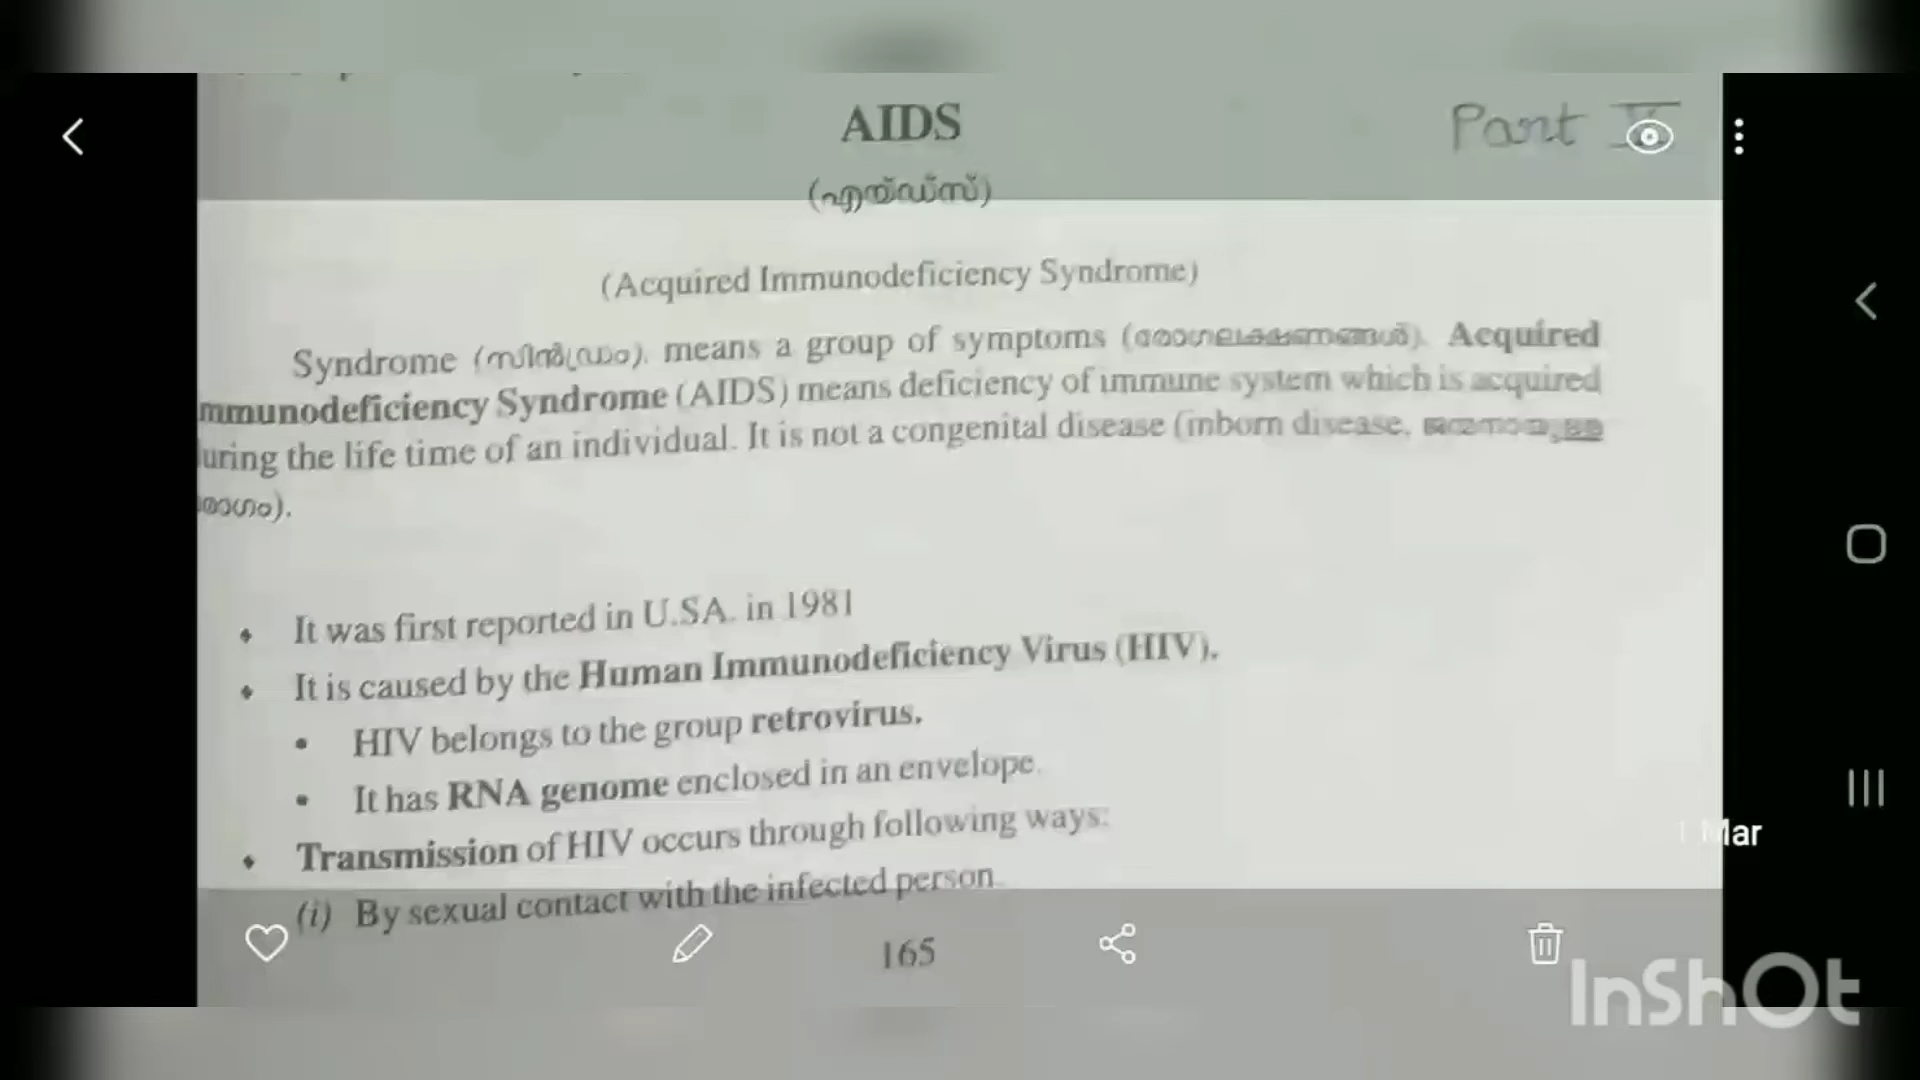 AIDS
Part
(എയ്ഡ്സ്)
(Acquired Immunodeficiency Syndrome)
Syndrome (സിൻഡ്രോം). means a group of symptoms (രോഗലക്ഷണങ്ങൾ). Acquired
mmunodeficiency Syndrome (AIDS) means deficiency of immune system which is acquired
uring the life time of an individual. It is not a congenital disease (inborn disease,
രോഗം).
It was first reported in U.S.A. in 1981
It is caused by the Human Immunodeficiency Virus (HIV).
HIV belongs to the group retrovirus.
It has RNA genome enclosed in an envelope.
Transmission of HIV occurs through following ways:
(i) By sexual contact with the infected person
165
Mar
InShOt